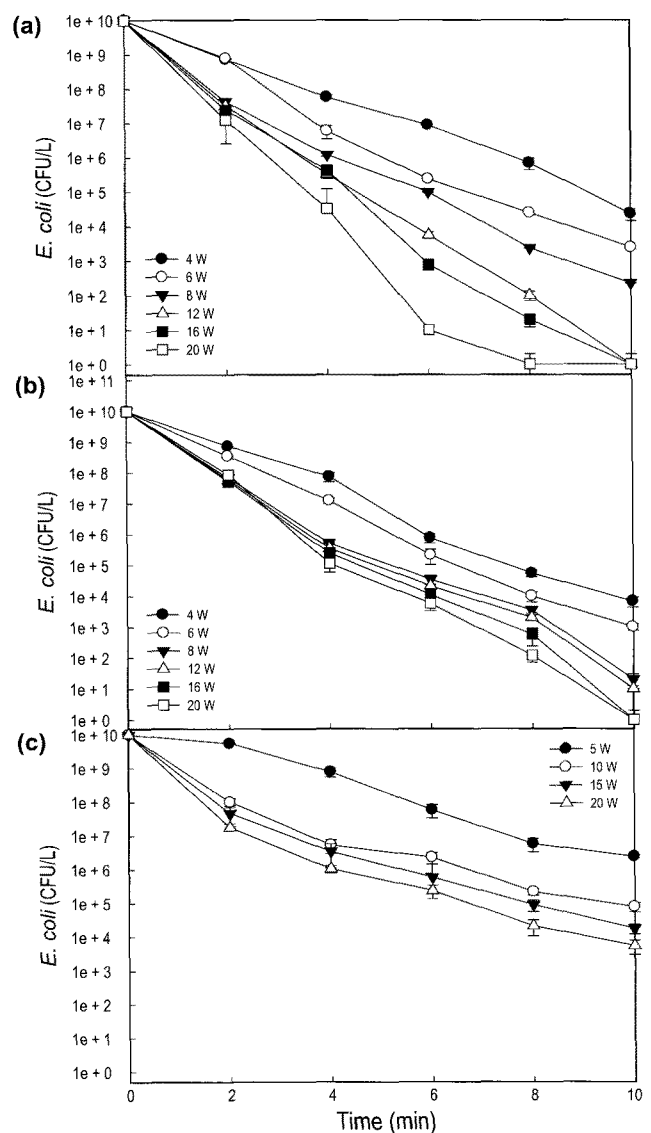 (a)
1e + 10
1e + 9
1e + 8
1e + 7
1e + 6
1e + 5
1e + 4
1e + 3
1e + 2
1e + 1
1e + 0
E. coli (CFU/L)
4 W
6 W
8 W
12 W
16 W
20 W
(b)
1e + 11
1e + 10
1e + 9
1e + 8
1e + 7
1e + 6
1e + 5
1e + 4
1e + 3
1e + 2
1e + 1
1e + 0
E. coli (CFU/L)
4 W
6 W
8 W
12 W
16 W
20 W
(c)
1e + 10
1e + 9
1e + 8
1e + 7
1e + 6
1e + 5
1e + 4
1e + 3
1e + 2
1e + 1
1e + 0
E. coli (CFU/L)
5 W
10 W
15 W
20 W
0 2 4 6 8 10
Time (min)